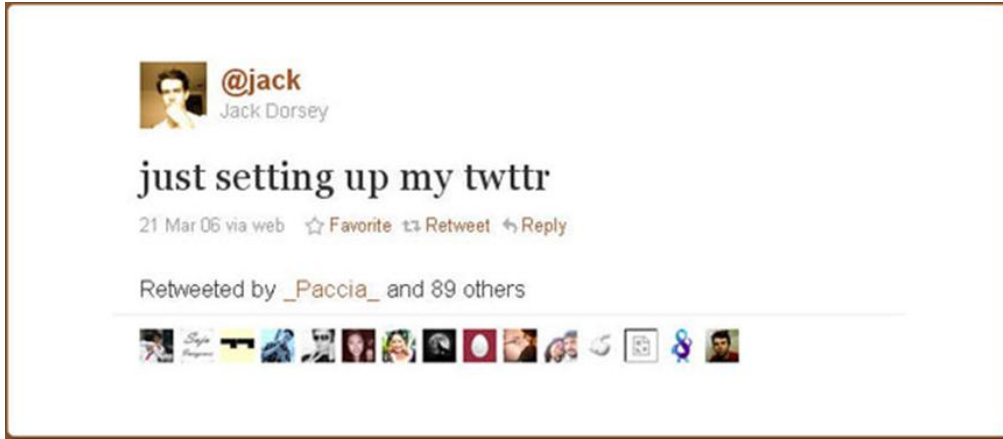 @jack
Jack Dorsey
just setting up my twttr
21 Mar 06 via web Favorite Retweet Reply
Retweeted by _Paccia_ and 89 others